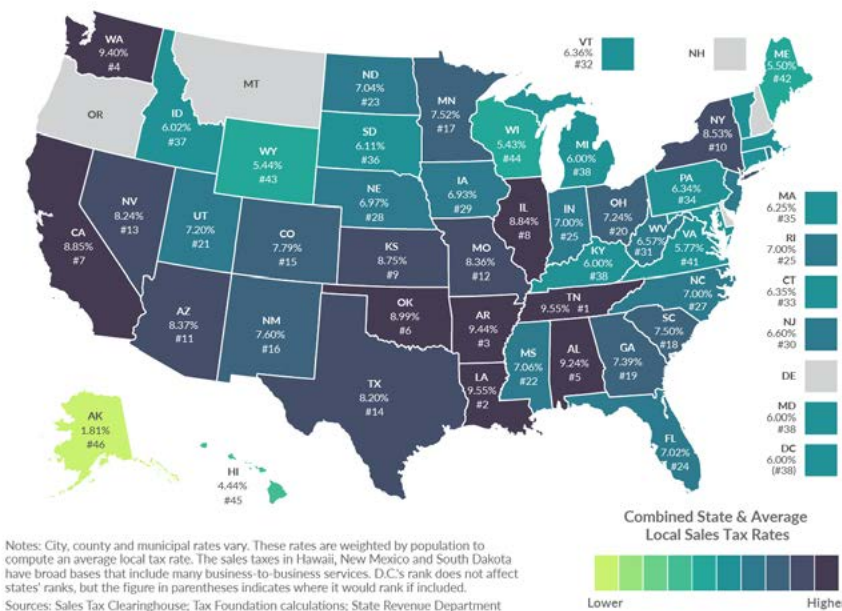 WA
9.40%
#4
OR
CA
8.85%
#7
NV
8.24%
#13
ID
6.02%
#37
MT
WY
5.44%
#43
UT
7.20%
#21
AZ
8.37%
#11
CO
7.79%
#15
NM
7.60%
#16
ND
7.04%
#23
SD
6.11%
#36
NE
6.97%
#28
KS
8.75%
#9
OK
8.99%
#6
TX
8.20%
#14
MN
7.52%
#17
IA
6.93%
#29
MO
8.36%
#12
AR
9.44%
#3
LA
9.55%
#2
WI
5.43%
#44
IL
8.84%
#8
MI
6.00%
#38
IN
7.00%
#25
OH
7.24%
#20
KY
6.00%
#38
TN
9.55% #1
MS
7.06%
#22
AL
9.24%
#5
GA
7.39%
#19
FL
7.02%
#24
SC
7.50%
#18
NC
7.00%
#27
WV
6.57%
#31
VA
5.77%
#41
PA
6.34%
#34
NY
8.53%
#10
ME
5.50%
#42
VT
6.36%
#32
NH
MA
6.25%
#35
RI
7.00%
#25
CT
6.35%
#33
NJ
6.60%
#30
DE
MD
6.00%
#38
DC
6.00%
(#38)
AK
1.81%
#46
HI
4.44%
#45
Combined State & Average
Local Sales Tax Rates
Lower Higher
Notes: City, county and municipal rates vary. These rates are weighted by population to
compute an average local tax rate. The sales taxes in Hawaii, New Mexico and South Dakota
have broad bases that include many business-to-business services. D.C.'s rank does not affect
states' ranks, but the figure in parentheses indicates where it would rank if included.
Sources: Sales Tax Clearinghouse; Tax Foundation calculations; State Revenue Department